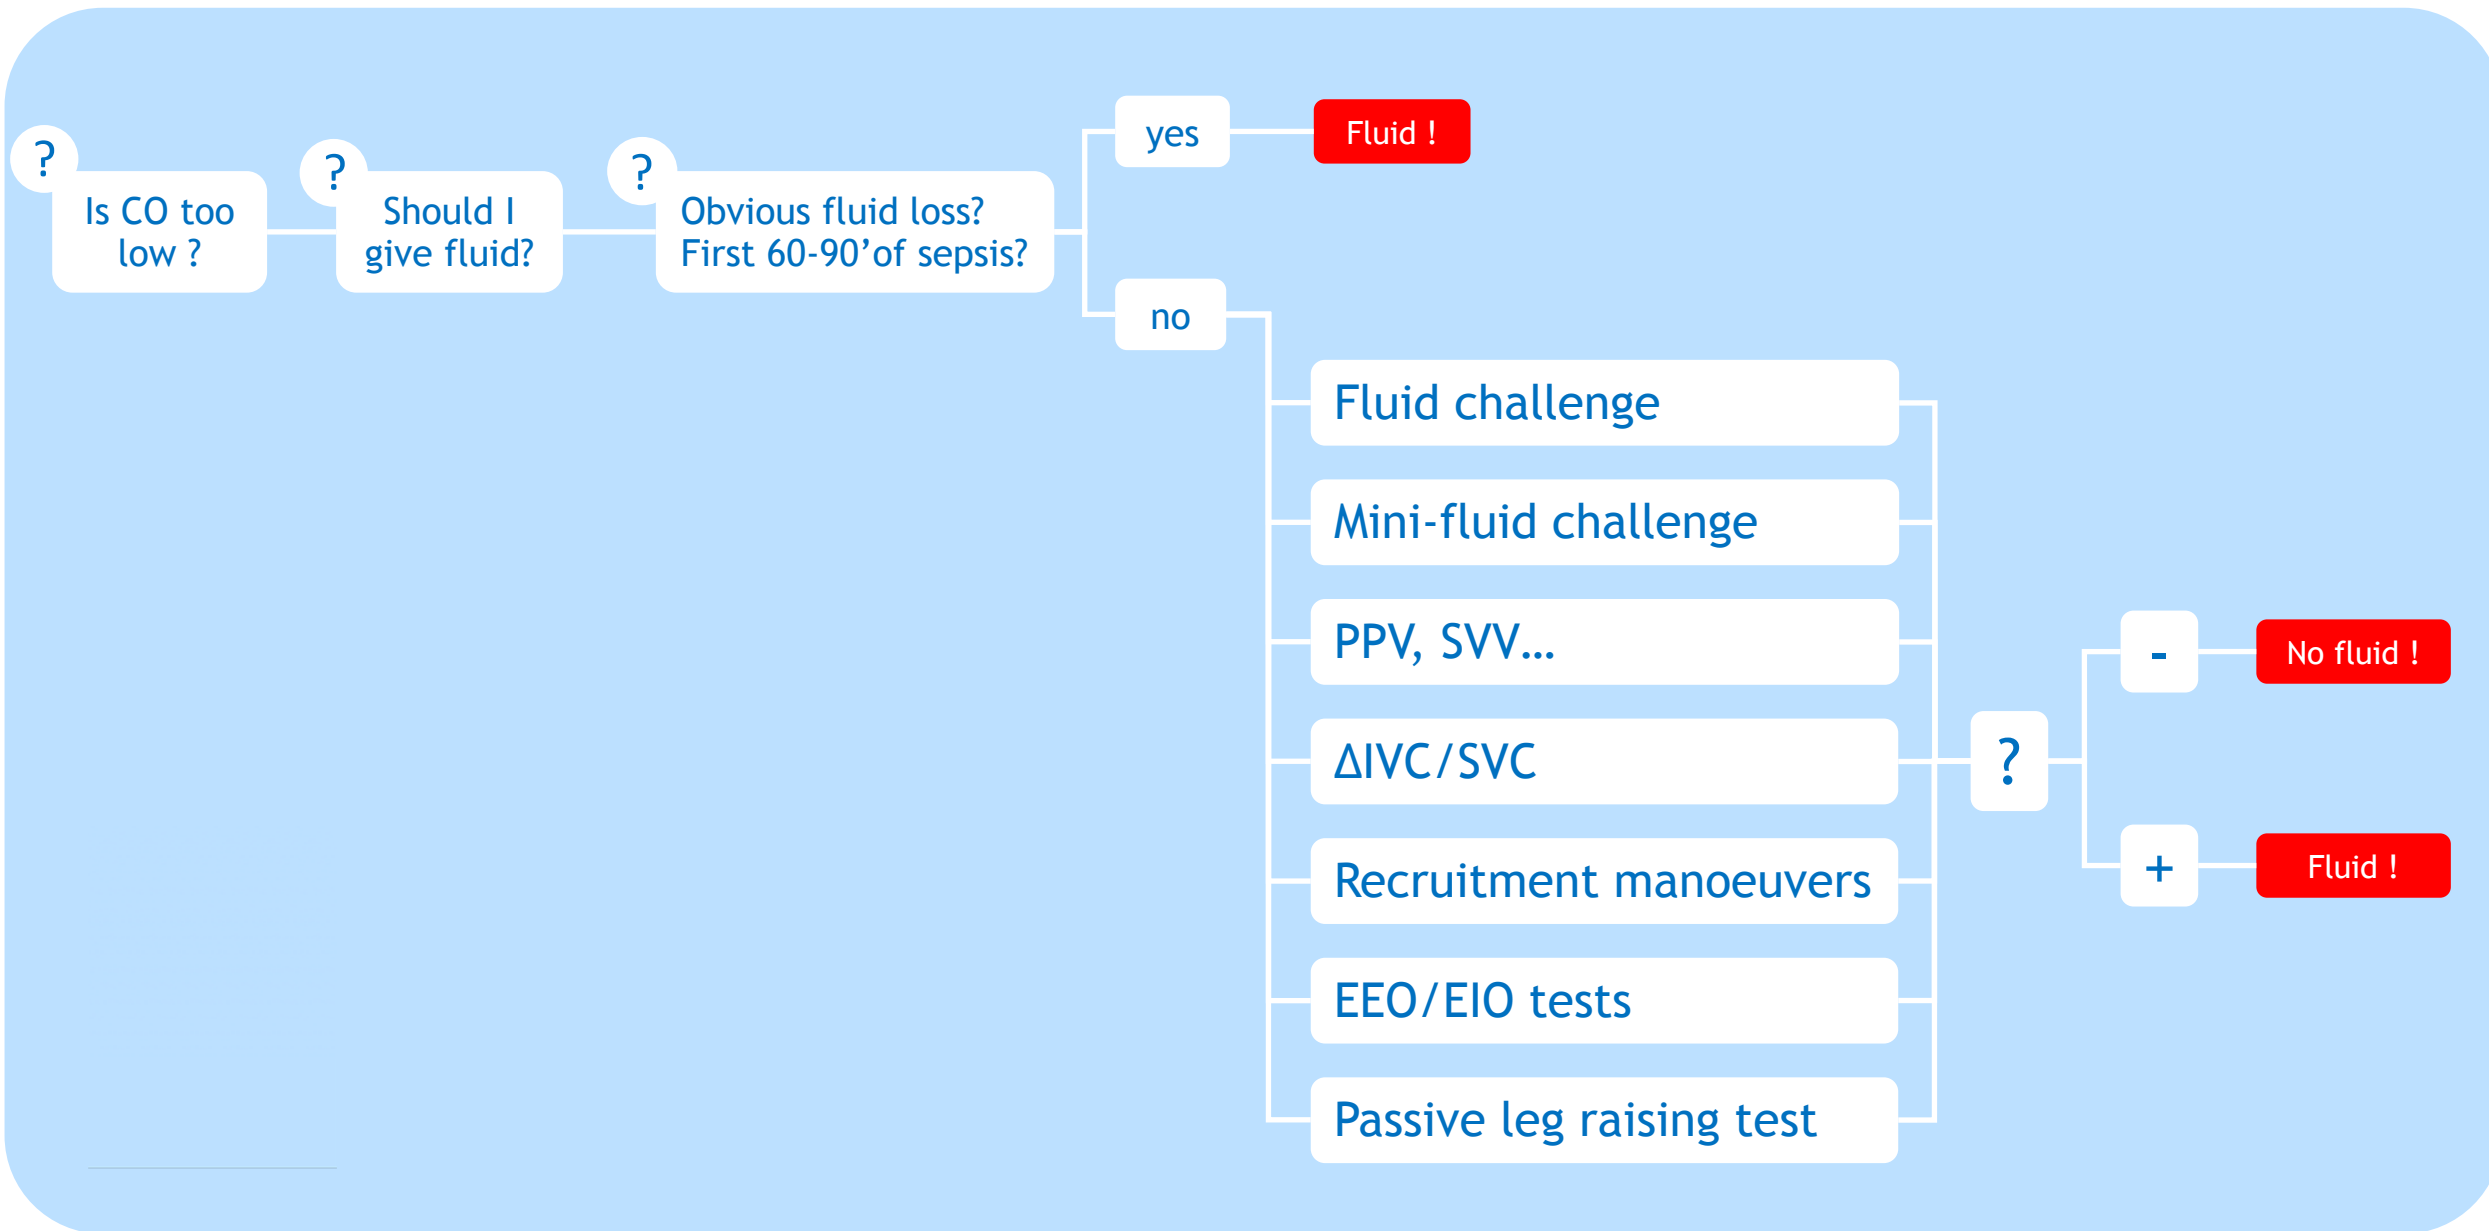 ?
Is CO too
low ?
?
Should I
give fluid?
?
Obvious fluid loss?
First 60-90’of sepsis?
yes
Fluid !
no
Fluid challenge
Mini-fluid challenge
PPV, SVV…
ΔIVC/SVC
Recruitment manoeuvers
EEO/EIO tests
Passive leg raising test
?
-
No fluid !
+
Fluid !